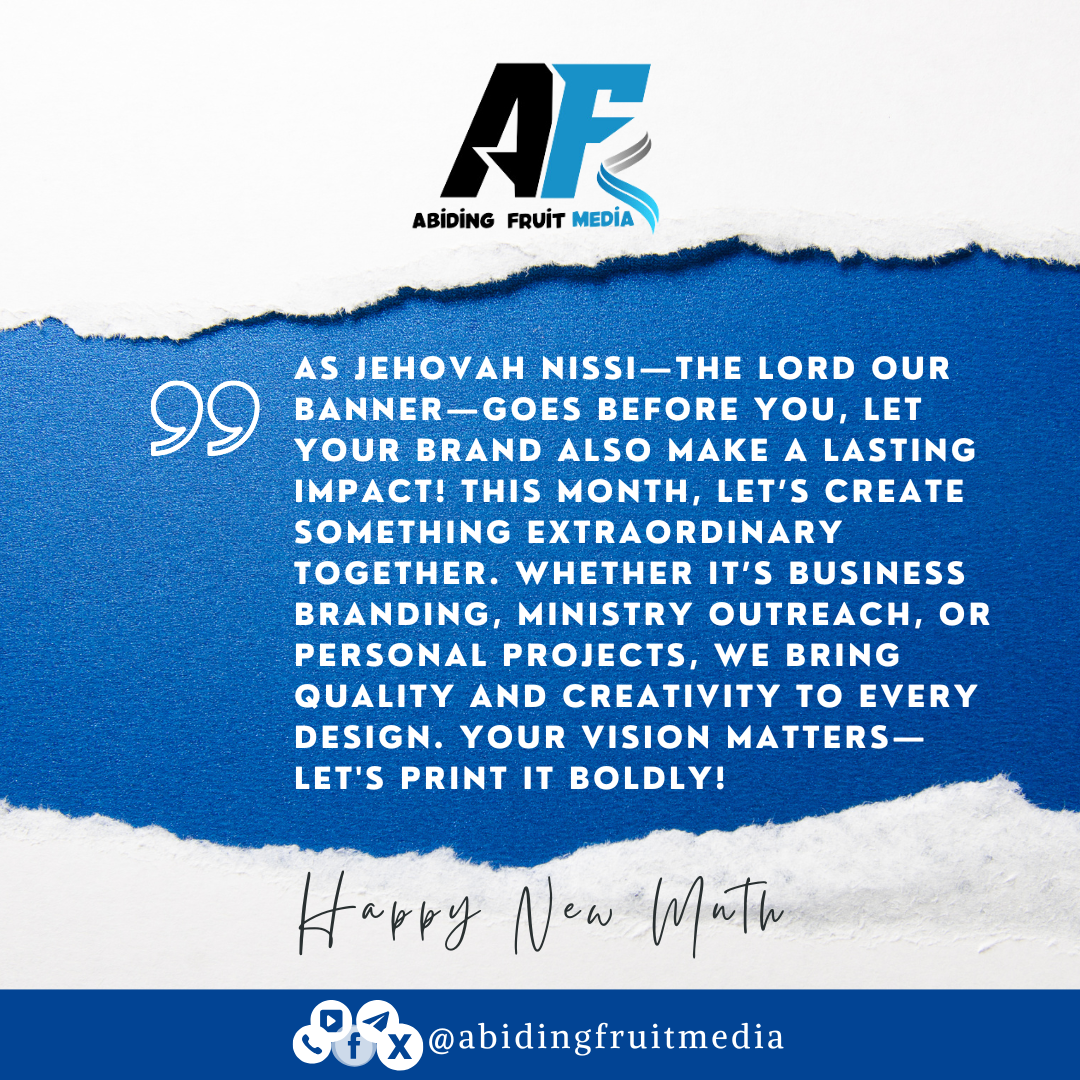 AF
ABIDING FRUIT MEDIA
AS JEHOVAH NISSI—THE LORD OUR
BANNER—GOES BEFORE YOU, LET
YOUR BRAND ALSO MAKE A LASTING
IMPACT! THIS MONTH, LET’S CREATE
SOMETHING EXTRAORDINARY
TOGETHER. WHETHER IT’S BUSINESS
BRANDING, MINISTRY OUTREACH, OR
PERSONAL PROJECTS, WE BRING
QUALITY AND CREATIVITY TO EVERY
DESIGN. YOUR VISION MATTERS—
LET'S PRINT IT BOLDLY!
Happy New Mnth
@abidingfruitmedia